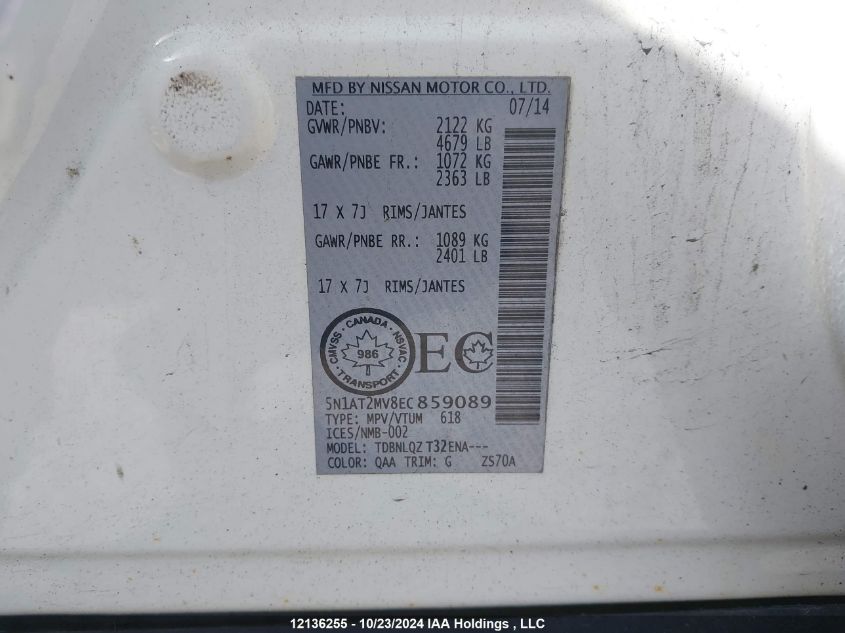 MFD BY NISSAN MOTOR CO., LTD.
DATE: 07/14
GVWR/PNBV: 2122 KG
4679 LB
GAWR/PNBE FR.: 1072 KG
2363 LB
17 X 7J RIMS/JANTES
GAWR/PNBE RR.: 1089 KG
2401 LB
17 X 7J RIMS/JANTES
CMVSS · CANADA · NSVAC
986
· TRANSPORT ·
EC
5N1AT2MV8EC859089
TYPE: MPV/VTUM 618
ICES/NMB-002
MODEL: TDBNLQZ T32ENA---
COLOR: QAA TRIM: G ZS70A
12136255 - 10/23/2024 IAA Holdings , LLC